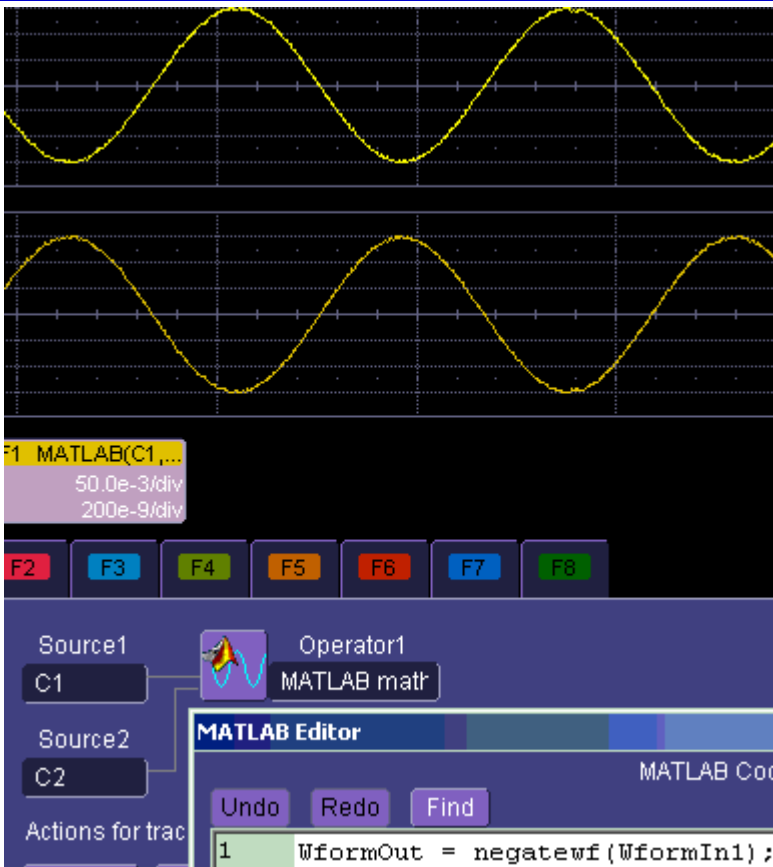 F1 MATLAB(C1,...
50.0e-3/div
200e-9/div
F2 F3 F4 F5 F6 F7 F8
Source1
C1
Operator1
MATLAB math
Source2
C2
MATLAB Editor
MATLAB Cod
Undo Redo Find
Actions for trac
1 WformOut = negatewf(WformIn1);